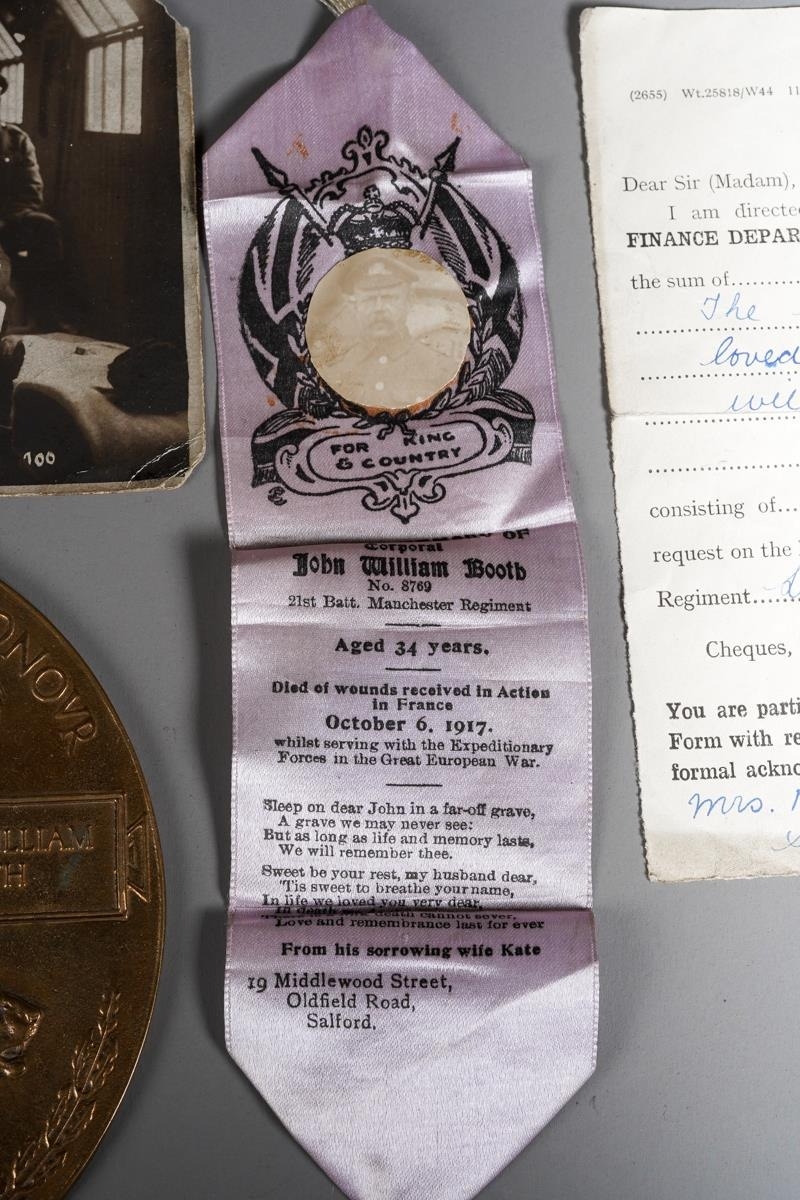 100
ONOUR
ILLIAM
TH
FOR KING
& COUNTRY
OF
Corporal
John William Booth
No. 8769
21st Batt. Manchester Regiment
Aged 34 years.
Died of wounds received in Action
in France
October 6, 1917.
whilst serving with the Expeditionary
Forces in the Great European War.
Sleep on dear John in a far-off grave,
A grave we may never see:
But as long as life and memory lasts,
We will remember thee.
Sweet be your rest, my husband dear,
'Tis sweet to breathe your name,
In life we loved you very dear,
death cannot sever,
Love and remembrance last for ever
From his sorrowing wife Kate
19 Middlewood Street,
Oldfield Road,
Salford.
(2655) Wt.25818/W44 11
Dear Sir (Madam),
I am directe
FINANCE DEPAR
the sum of
The
loved
consisting of
request on the
Regiment
Cheques,
You are parti
Form with re
formal ackno
Mrs.